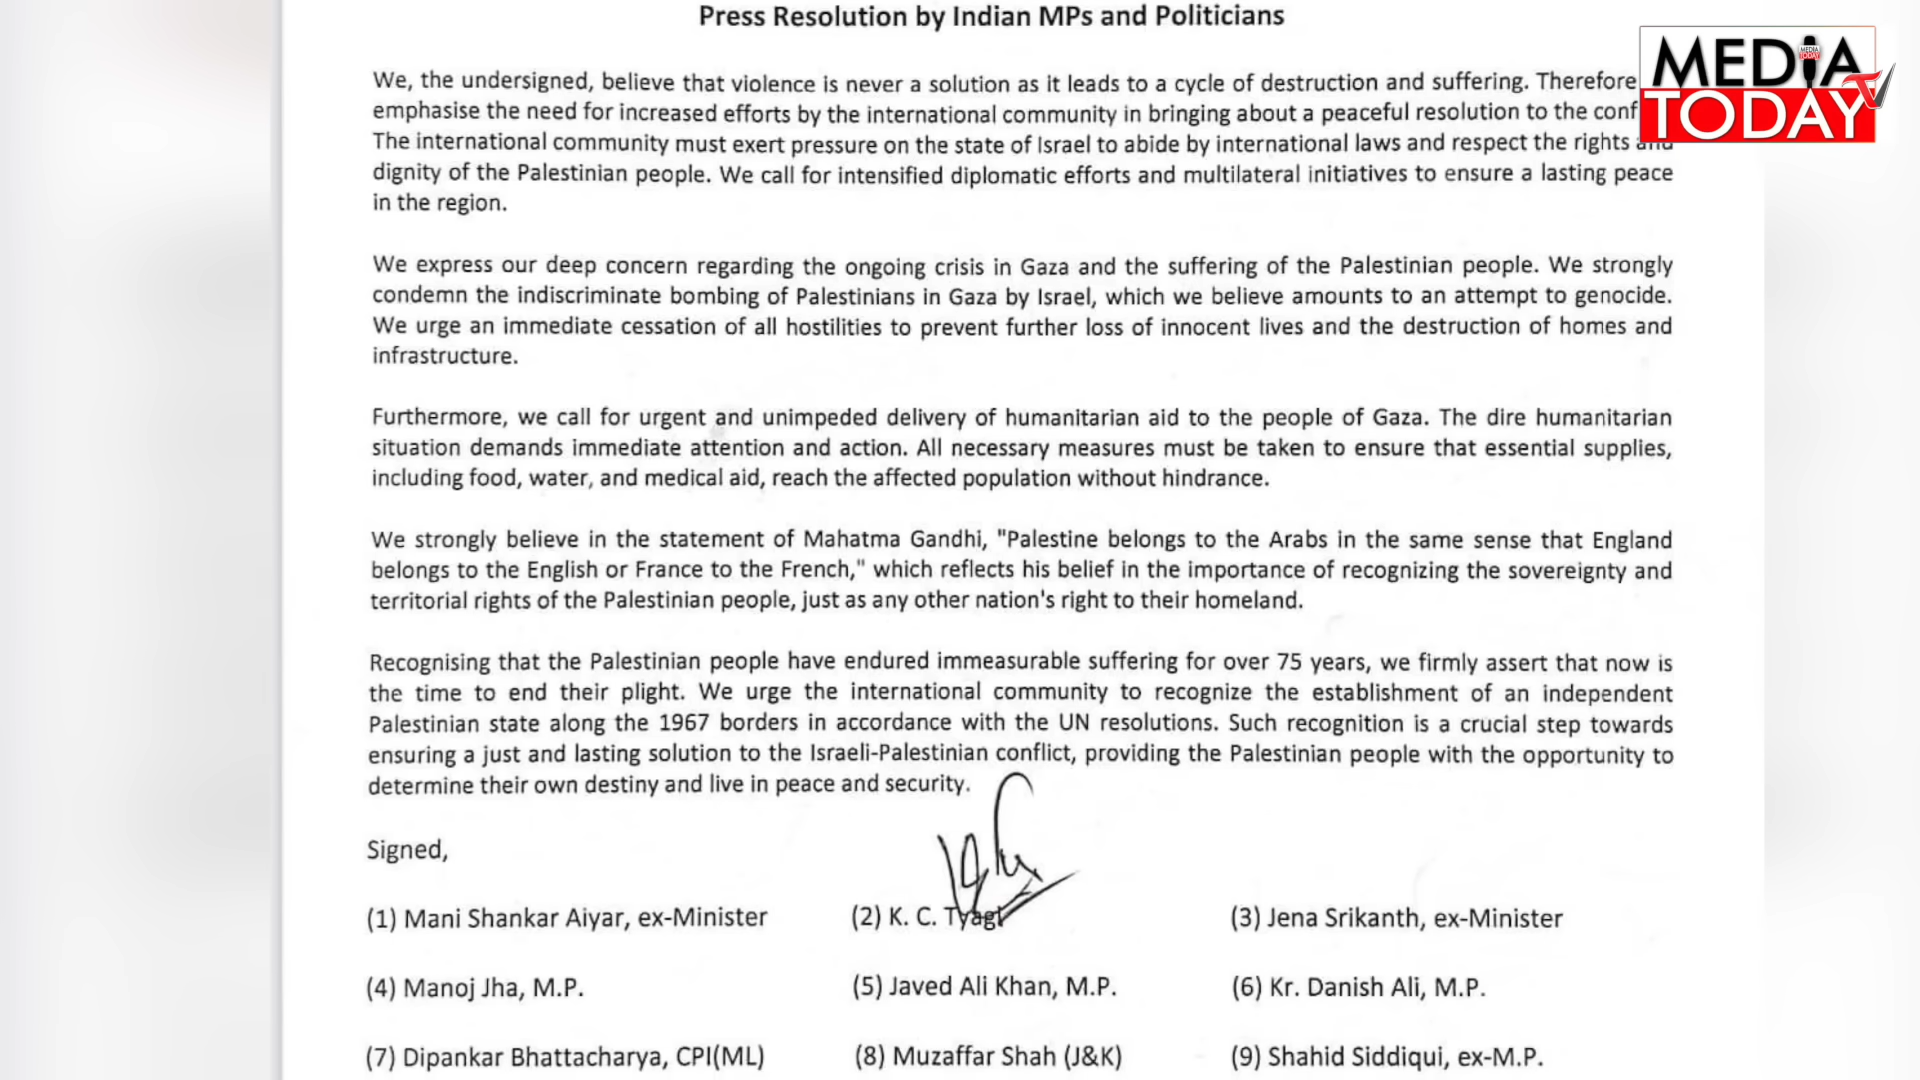 Press Resolution by Indian MPs and Politicians
MEDIA
TODAY
TV
We, the undersigned, believe that violence is never a solution as it leads to a cycle of destruction and suffering. Therefore
emphasise the need for increased efforts by the international community in bringing about a peaceful resolution to the conf
The international community must exert pressure on the state of Israel to abide by international laws and respect the rights and
dignity of the Palestinian people. We call for intensified diplomatic efforts and multilateral initiatives to ensure a lasting peace
in the region.
We express our deep concern regarding the ongoing crisis in Gaza and the suffering of the Palestinian people. We strongly
condemn the indiscriminate bombing of Palestinians in Gaza by Israel, which we believe amounts to an attempt to genocide.
We urge an immediate cessation of all hostilities to prevent further loss of innocent lives and the destruction of homes and
infrastructure.
Furthermore, we call for urgent and unimpeded delivery of humanitarian aid to the people of Gaza. The dire humanitarian
situation demands immediate attention and action. All necessary measures must be taken to ensure that essential supplies,
including food, water, and medical aid, reach the affected population without hindrance.
We strongly believe in the statement of Mahatma Gandhi, "Palestine belongs to the Arabs in the same sense that England
belongs to the English or France to the French," which reflects his belief in the importance of recognizing the sovereignty and
territorial rights of the Palestinian people, just as any other nation's right to their homeland.
Recognising that the Palestinian people have endured immeasurable suffering for over 75 years, we firmly assert that now is
the time to end their plight. We urge the international community to recognize the establishment of an independent
Palestinian state along the 1967 borders in accordance with the UN resolutions. Such recognition is a crucial step towards
ensuring a just and lasting solution to the Israeli-Palestinian conflict, providing the Palestinian people with the opportunity to
determine their own destiny and live in peace and security.
Signed,
(1) Mani Shankar Aiyar, ex-Minister (2) K. C. Tyagi (3) Jena Srikanth, ex-Minister
(4) Manoj Jha, M.P. (5) Javed Ali Khan, M.P. (6) Kr. Danish Ali, M.P.
(7) Dipankar Bhattacharya, CPI(ML) (8) Muzaffar Shah (J&K) (9) Shahid Siddiqui, ex-M.P.